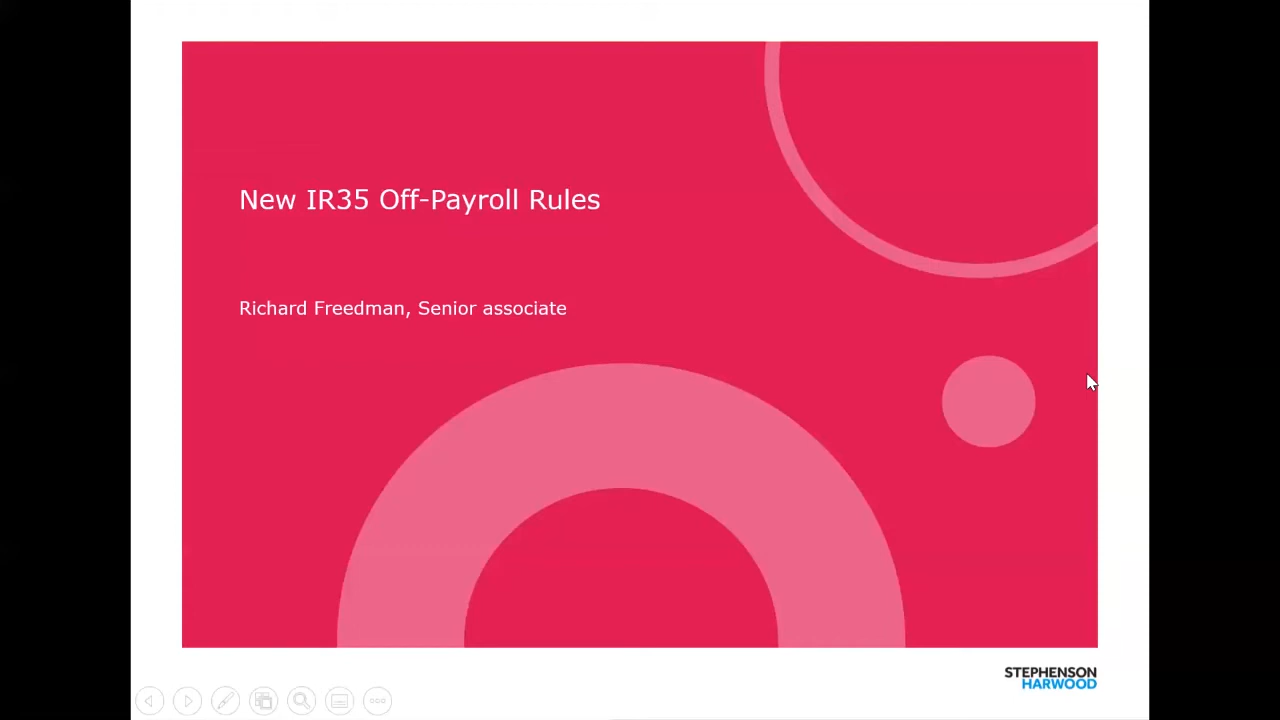 New IR35 Off-Payroll Rules
Richard Freedman, Senior associate
STEPHENSON
HARWOOD